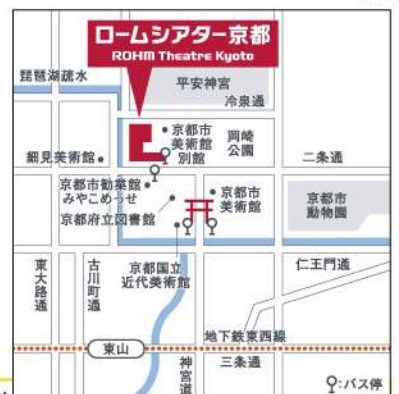 ロームシアター京都
ROHM Theatre Kyoto
琵琶湖疏水
平安神宮
冷泉通
京都市
美術館
別館
岡崎
公園
細見美術館
二条通
京都市勧業館
みやこめっせ
京都市
美術館
京都市
動物園
京都府立図書館
東大路通
古川町通
京都国立
近代美術館
仁王門通
地下鉄東西線
東山
三条通
神宮道
:バス停